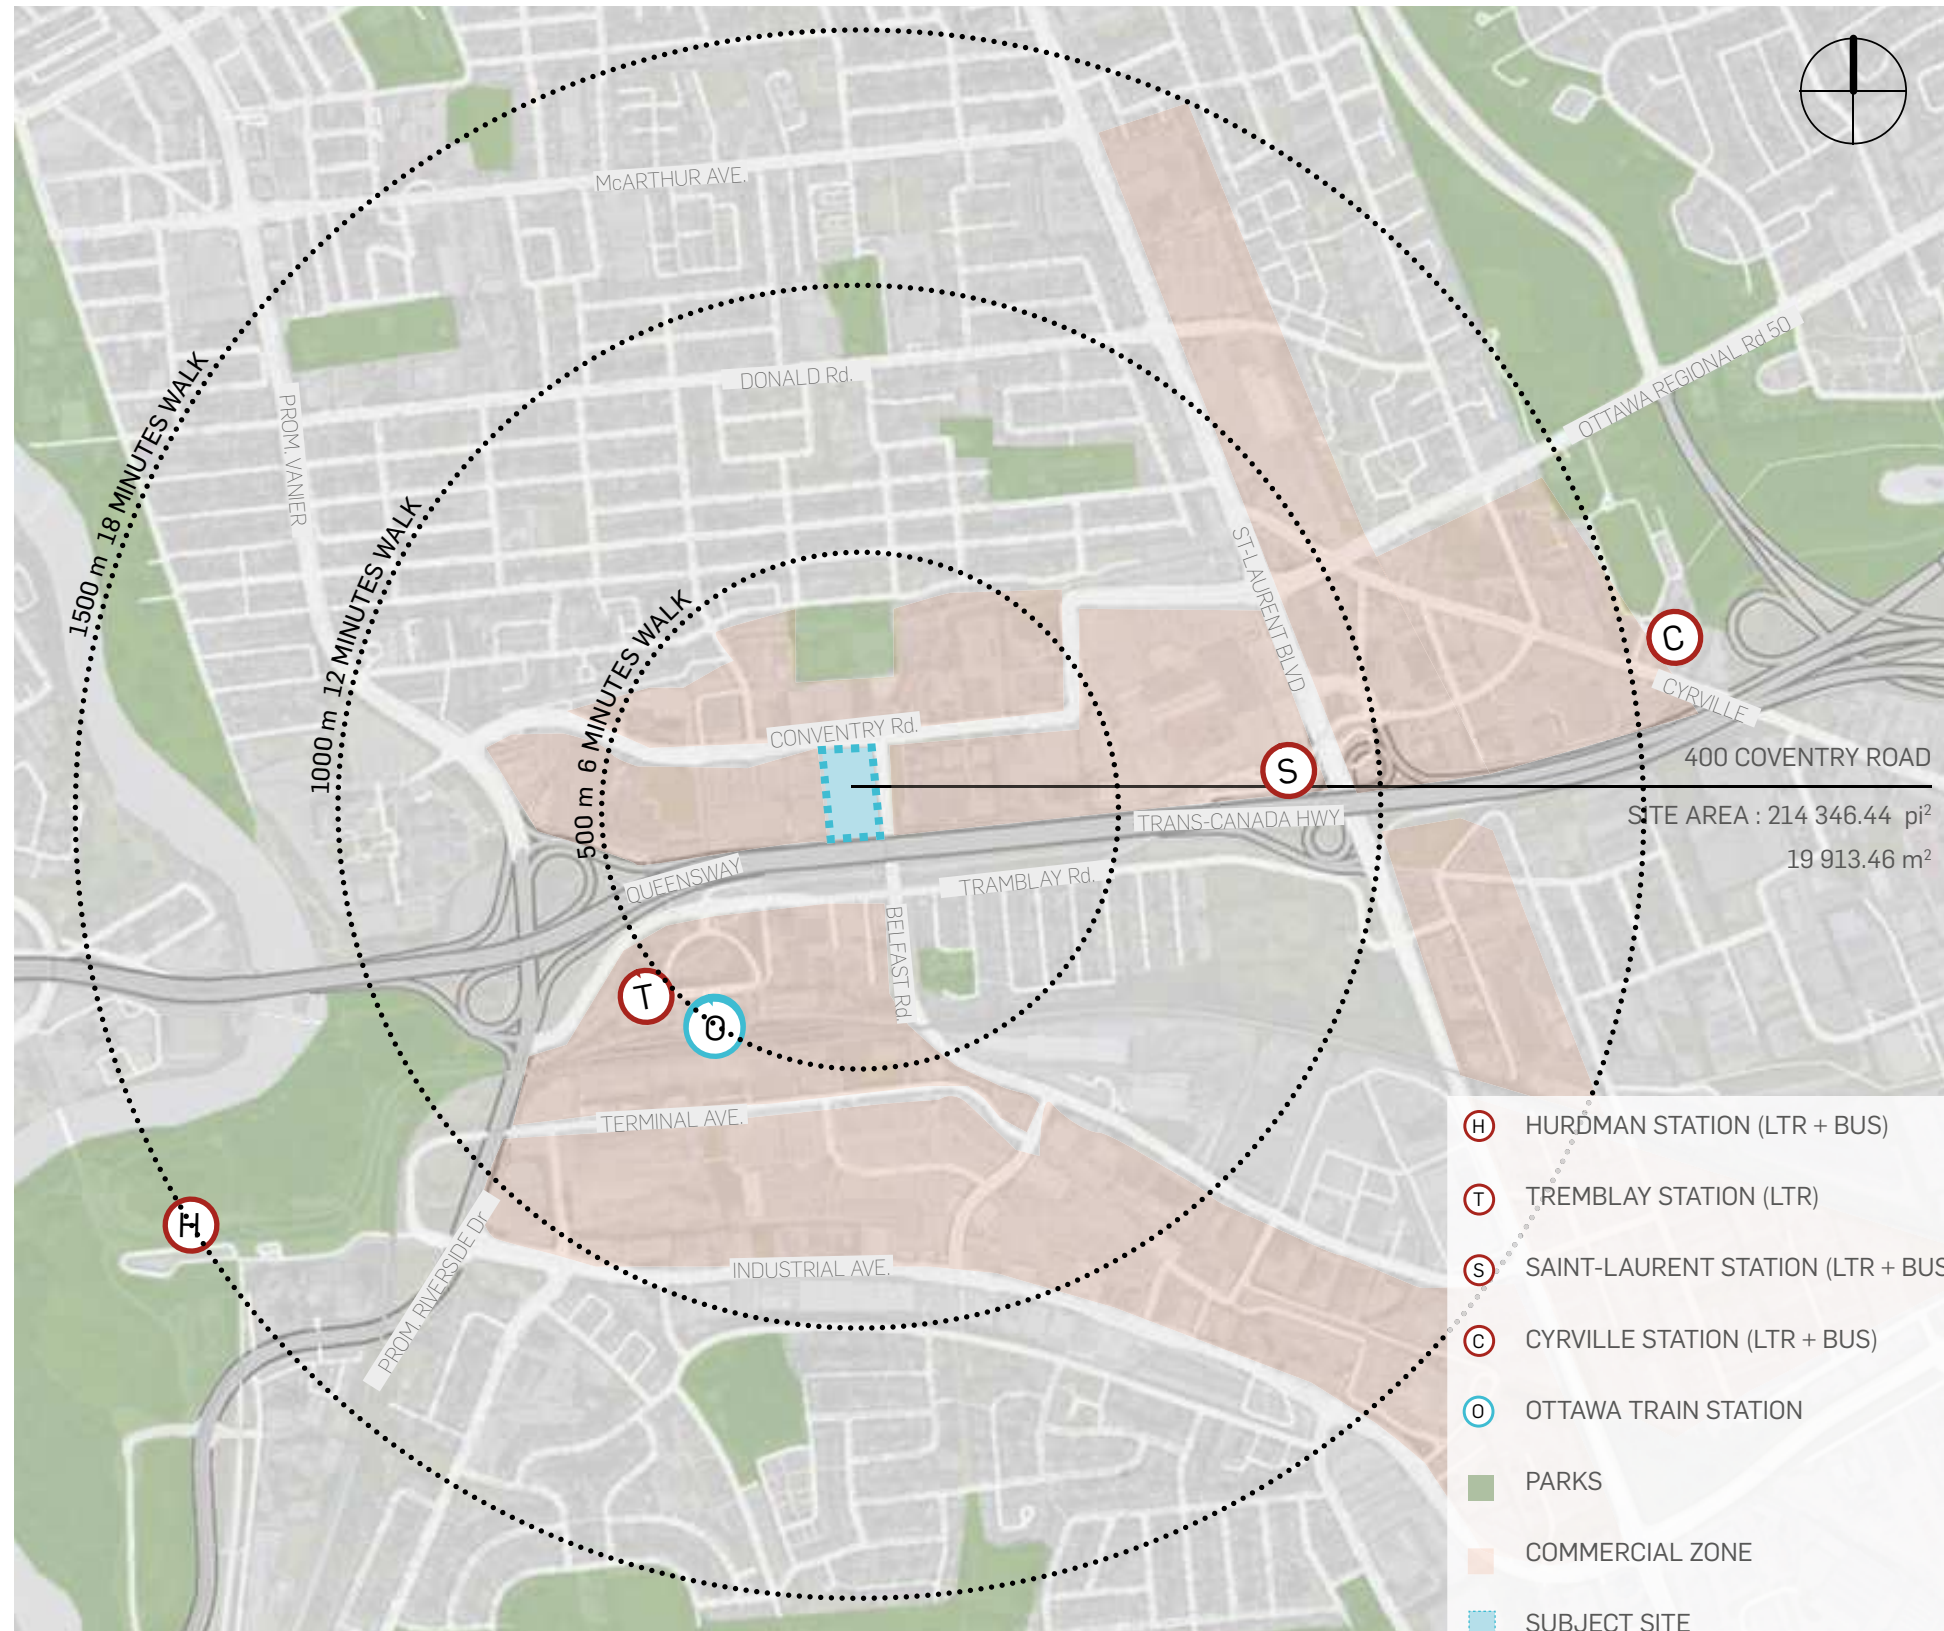 McARTHUR AVE.
DONALD Rd.
OTTAWA REGIONAL Rd 50
PROM. VANIER
1500 m 18 MINUTES WALK
1000 m 12 MINUTES WALK
500 m 6 MINUTES WALK
ST-LAURENT BLVD
C
CYRVILLE
CONVENTRY Rd.
S
400 COVENTRY ROAD
SITE AREA : 214 346.44 pi²
19 913.46 m²
TRANS-CANADA HWY
QUEENSWAY
TRAMBLAY Rd.
BELFAST Rd.
T
O
TERMINAL AVE.
H
PROM. RIVERSIDE Dr
INDUSTRIAL AVE.
H HURDMAN STATION (LTR + BUS)
T TREMBLAY STATION (LTR)
S SAINT-LAURENT STATION (LTR + BUS
C CYRVILLE STATION (LTR + BUS)
O OTTAWA TRAIN STATION
PARKS
COMMERCIAL ZONE
SUBJECT SITE